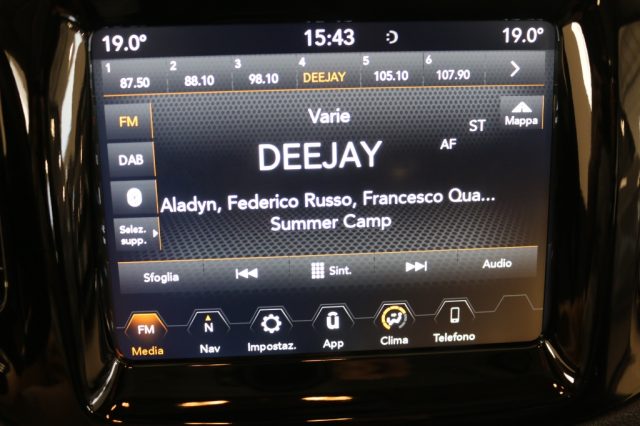 19.0° 15:43 19.0°
1 2 3 4 5 6
87.50 88.10 98.10 DEEJAY 105.10 107.90
FM
Varie
Mappa
ST
DAB
DEEJAY
AF
Aladyn, Federico Russo, Francesco Qua...
Selez.
supp.
Summer Camp
Sfoglia
Sint.
Audio
FM
N
Media
Nav
Impostaz.
App
Clima
Telefono